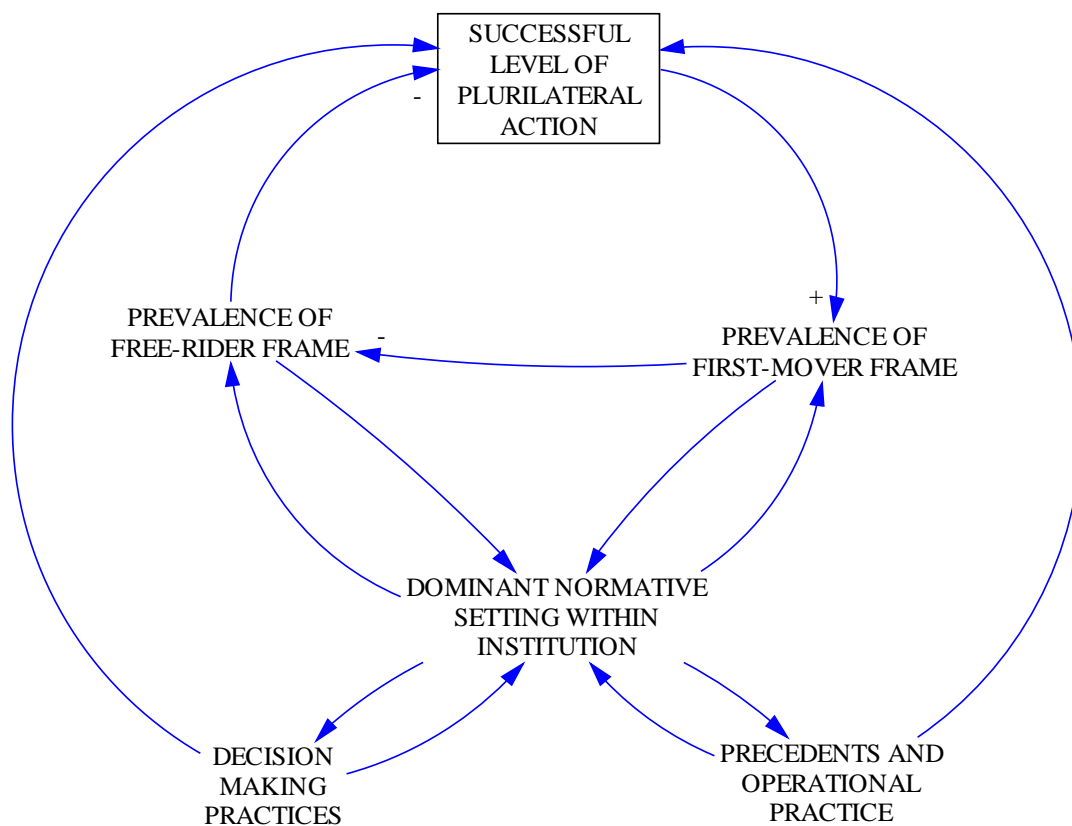 SUCCESSFUL
LEVEL OF
PLURILATERAL
ACTION
-
+
PREVALENCE OF
FREE-RIDER FRAME
-
PREVALENCE OF
FIRST-MOVER FRAME
DOMINANT NORMATIVE
SETTING WITHIN
INSTITUTION
DECISION
MAKING
PRACTICES
PRECEDENTS AND
OPERATIONAL
PRACTICE